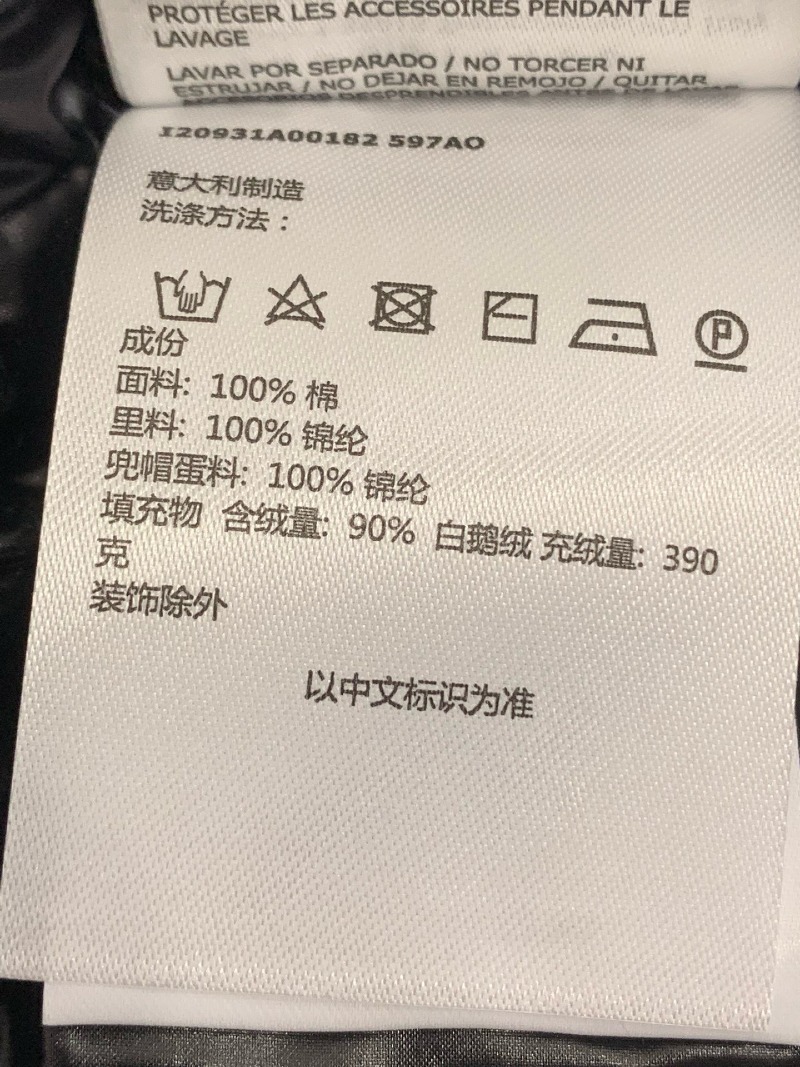 PROTÉGER LES ACCESSOIRES PENDANT LE
LAVAGE
LAVAR POR SEPARADO / NO TORCER NI
ESTRUJAR / NO DEJAR EN REMOJO / QUITAR
I20931A00182 597AO
意大利制造
洗涤方法：
P
成份
面料: 100% 棉
里料: 100% 锦纶
兜帽蛋料: 100% 锦纶
填充物 含绒量: 90% 白鹅绒 充绒量: 390
克
装饰除外
以中文标识为准